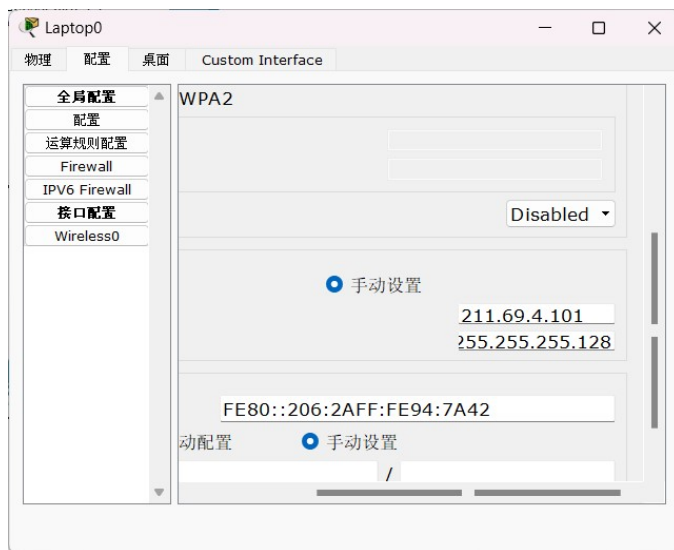 Laptop0
物理 配置 桌面 Custom Interface
全局配置
配置
运算规则配置
Firewall
IPV6 Firewall
接口配置
Wireless0
WPA2
Disabled
手动设置
211.69.4.101
255.255.255.128
FE80::206:2AFF:FE94:7A42
动配置 手动设置
/